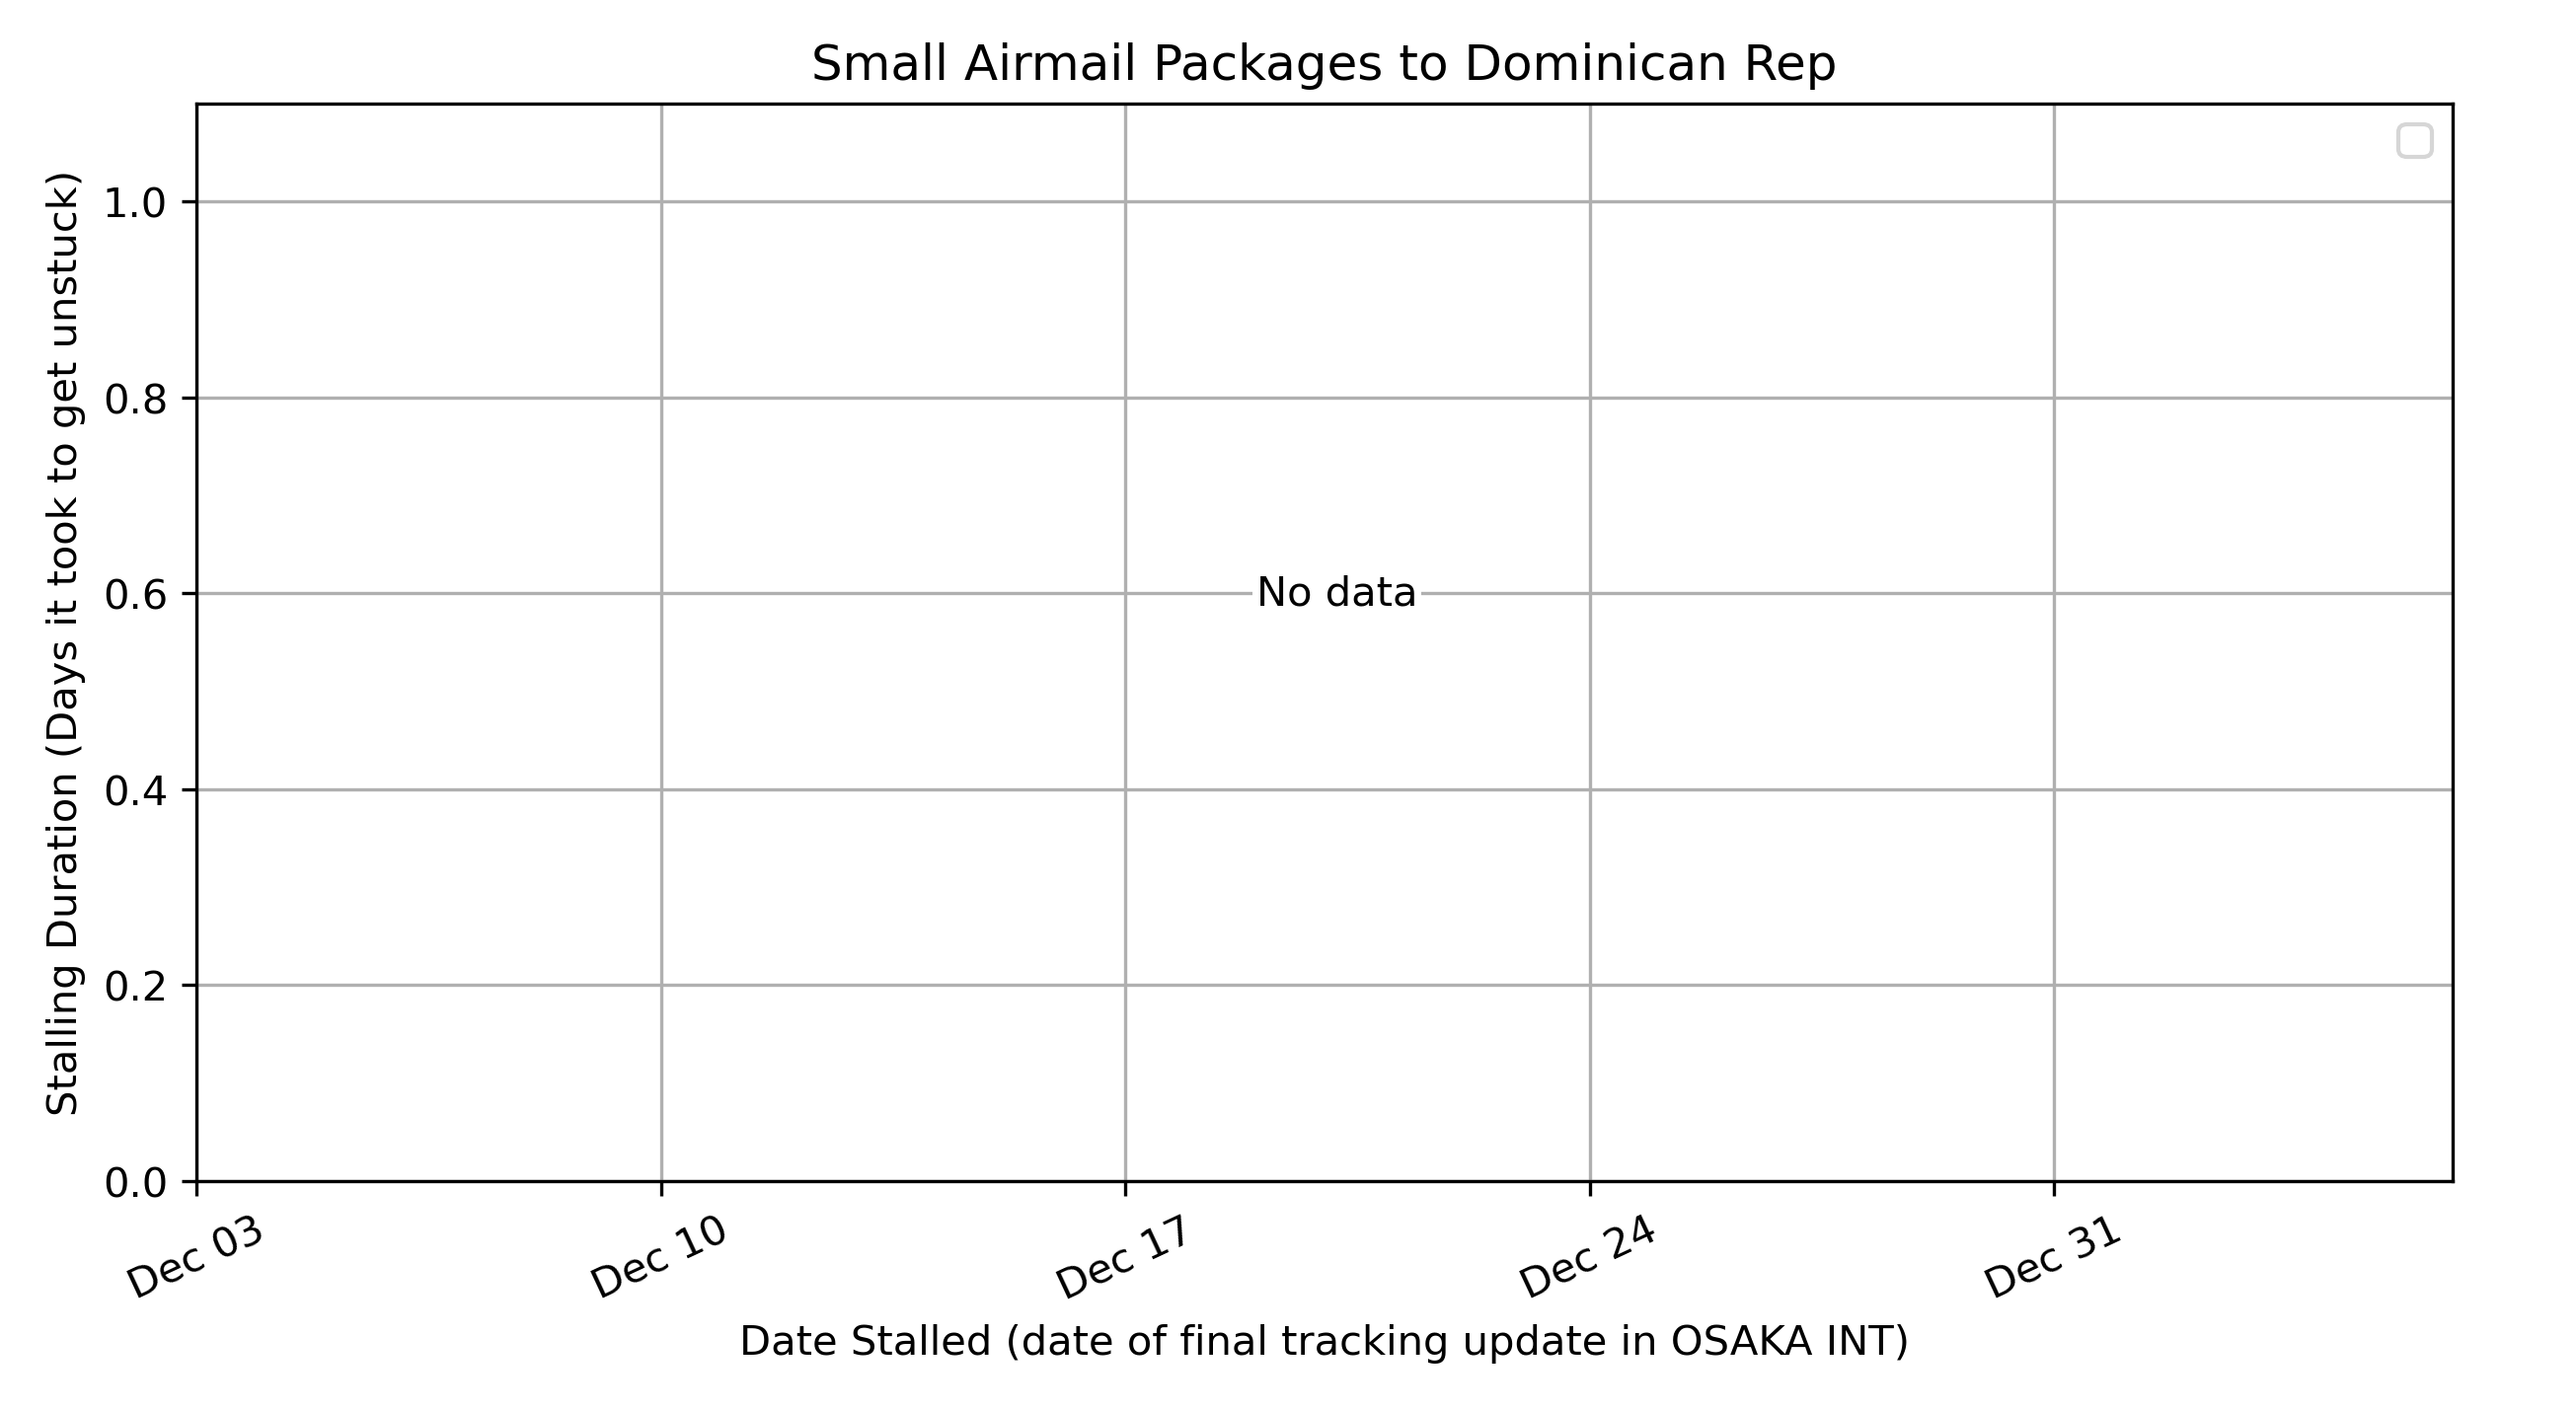 Small Airmail Packages to Dominican Rep
Stalling Duration (Days it took to get unstuck)
1.0
0.8
0.6
0.4
0.2
0.0
No data
Dec 03
Dec 10
Dec 17
Dec 24
Dec 31
Date Stalled (date of final tracking update in OSAKA INT)